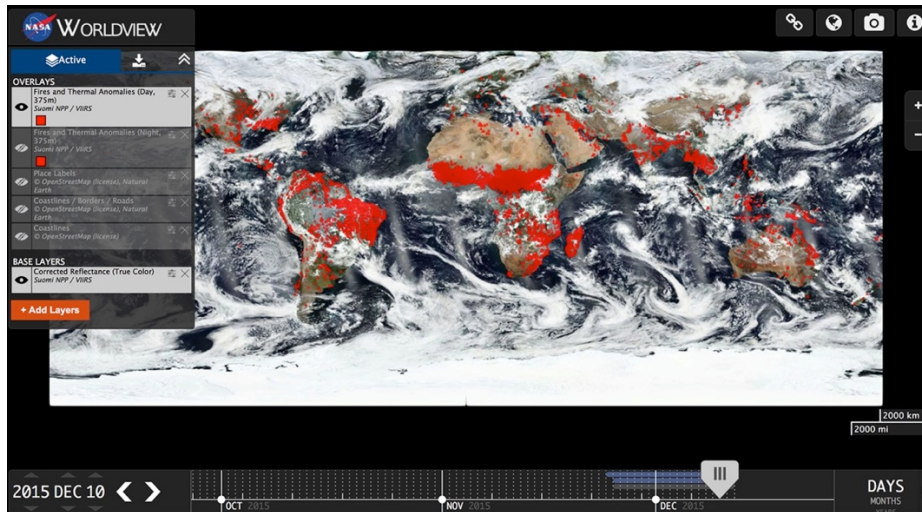 NASA WORLDVIEW
Active
OVERLAYS
Fires and Thermal Anomalies (Day,
375m)
Suomi NPP / VIIRS
Fires and Thermal Anomalies (Night,
375m)
Suomi NPP / VIIRS
Place Labels
© OpenStreetMap (license), Natural
Earth
Coastlines / Borders / Roads
© OpenStreetMap (license), Natural
Earth
Coastlines
© OpenStreetMap (license)
BASE LAYERS
Corrected Reflectance (True Color)
Suomi NPP / VIIRS
+ Add Layers
2000 km
2000 mi
2015 DEC 10
OCT 2015
NOV 2015
DEC 2015
DAYS
MONTHS
YEARS